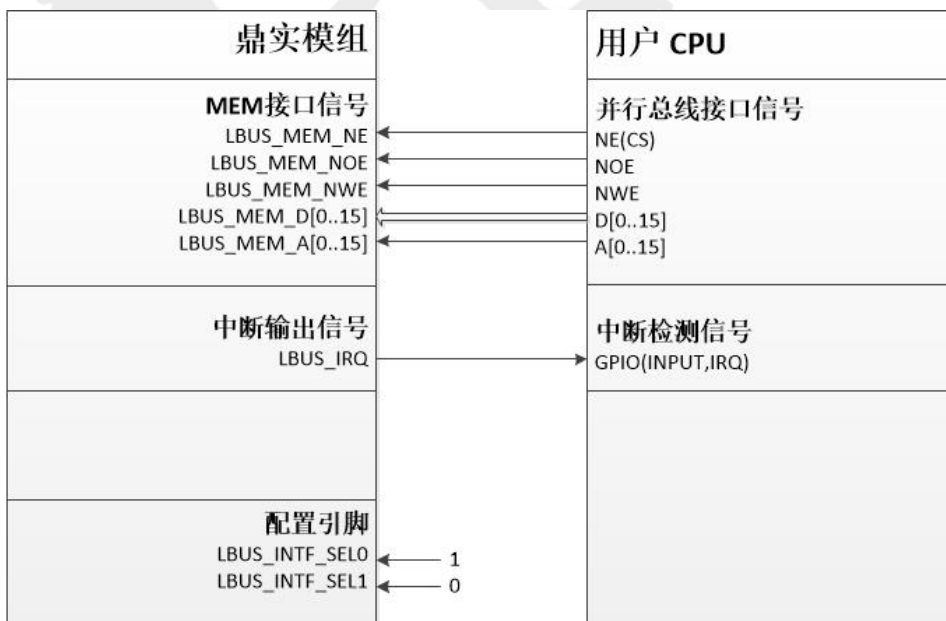 鼎实模组
MEM接口信号
LBUS_MEM_NE
LBUS_MEM_NOE
LBUS_MEM_NWE
LBUS_MEM_D[0..15]
LBUS_MEM_A[0..15]
中断输出信号
LBUS_IRQ
配置引脚
LBUS_INTF_SEL0
LBUS_INTF_SEL1
1
0
用户 CPU
并行总线接口信号
NE(CS)
NOE
NWE
D[0..15]
A[0..15]
中断检测信号
GPIO(INPUT,IRQ)